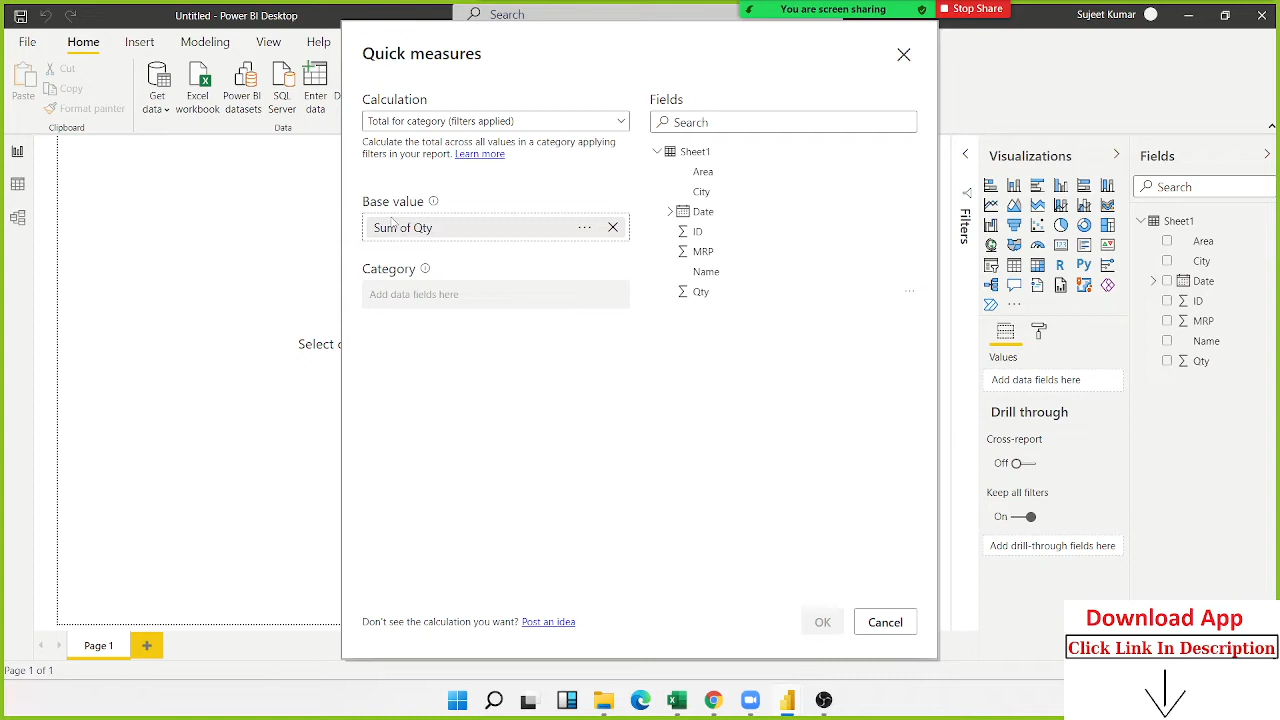 Untitled - Power BI Desktop
Search
You are screen sharing
Stop Share
Sujeet Kumar
File
Home
Insert
Modeling
View
Help
Paste
Cut
Copy
Format painter
Clipboard
Get
data
Excel
workbook
Power BI
datasets
SQL
Server
Enter
data
Data
Quick measures
Calculation
Total for category (filters applied)
Calculate the total across all values in a category applying
filters in your report. Learn more
Base value
Sum of Qty
Category
Add data fields here
Fields
Search
Sheet1
Area
City
Date
ID
MRP
Name
Qty
Don't see the calculation you want? Post an idea
OK
Cancel
Select
Filters
Visualizations
R
Py
123
Values
Add data fields here
Drill through
Cross-report
Off
Keep all filters
On
Add drill-through fields here
Fields
Search
Sheet1
Area
City
Date
ID
MRP
Name
Qty
Page 1
Page 1 of 1
Download App
Click Link In Description